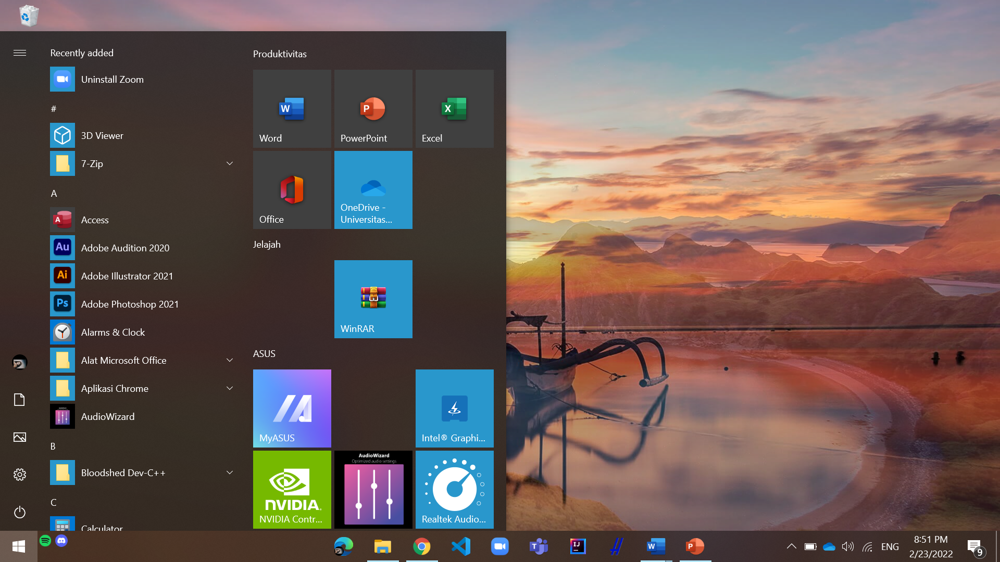 Recently added
Uninstall Zoom
#
3D Viewer
7-Zip
A
Access
Adobe Audition 2020
Adobe Illustrator 2021
Adobe Photoshop 2021
Alarms & Clock
Alat Microsoft Office
Aplikasi Chrome
AudioWizard
B
Bloodshed Dev-C++
C
Calculator
Produktivitas
Word
PowerPoint
Excel
Office
OneDrive -
Universitas...
Jelajah
WinRAR
ASUS
MyASUS
Intel® Graphi...
NVIDIA.
NVIDIA Contr...
AudioWizard
Optimized audio settings
Realtek Audio...
ENG
8:51 PM
2/23/2022
9